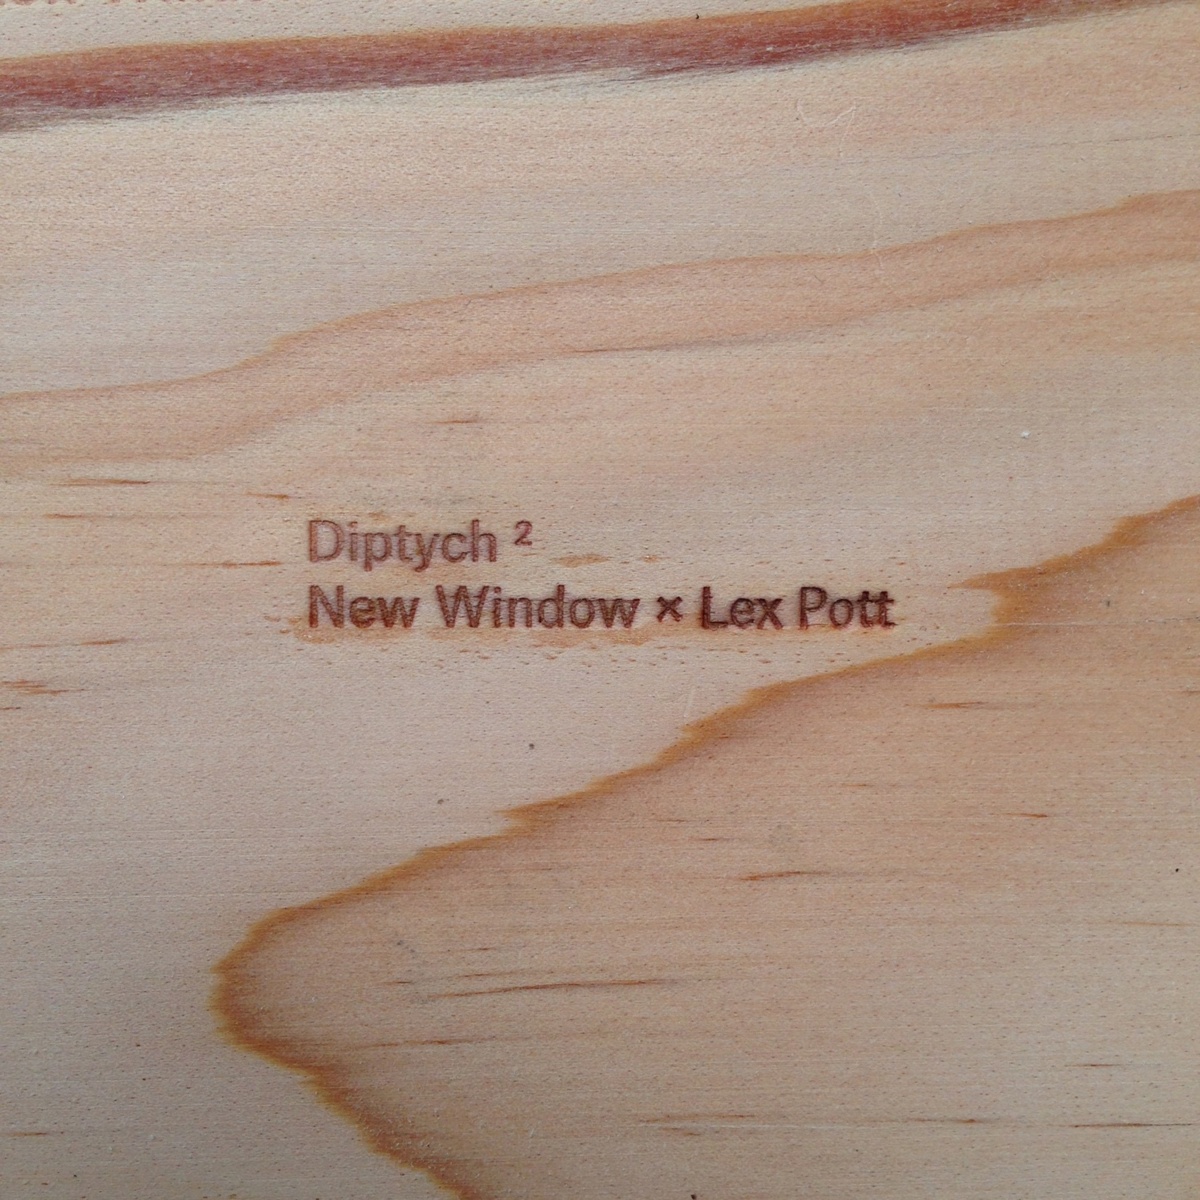 Diptych ²
New Window × Lex Pott